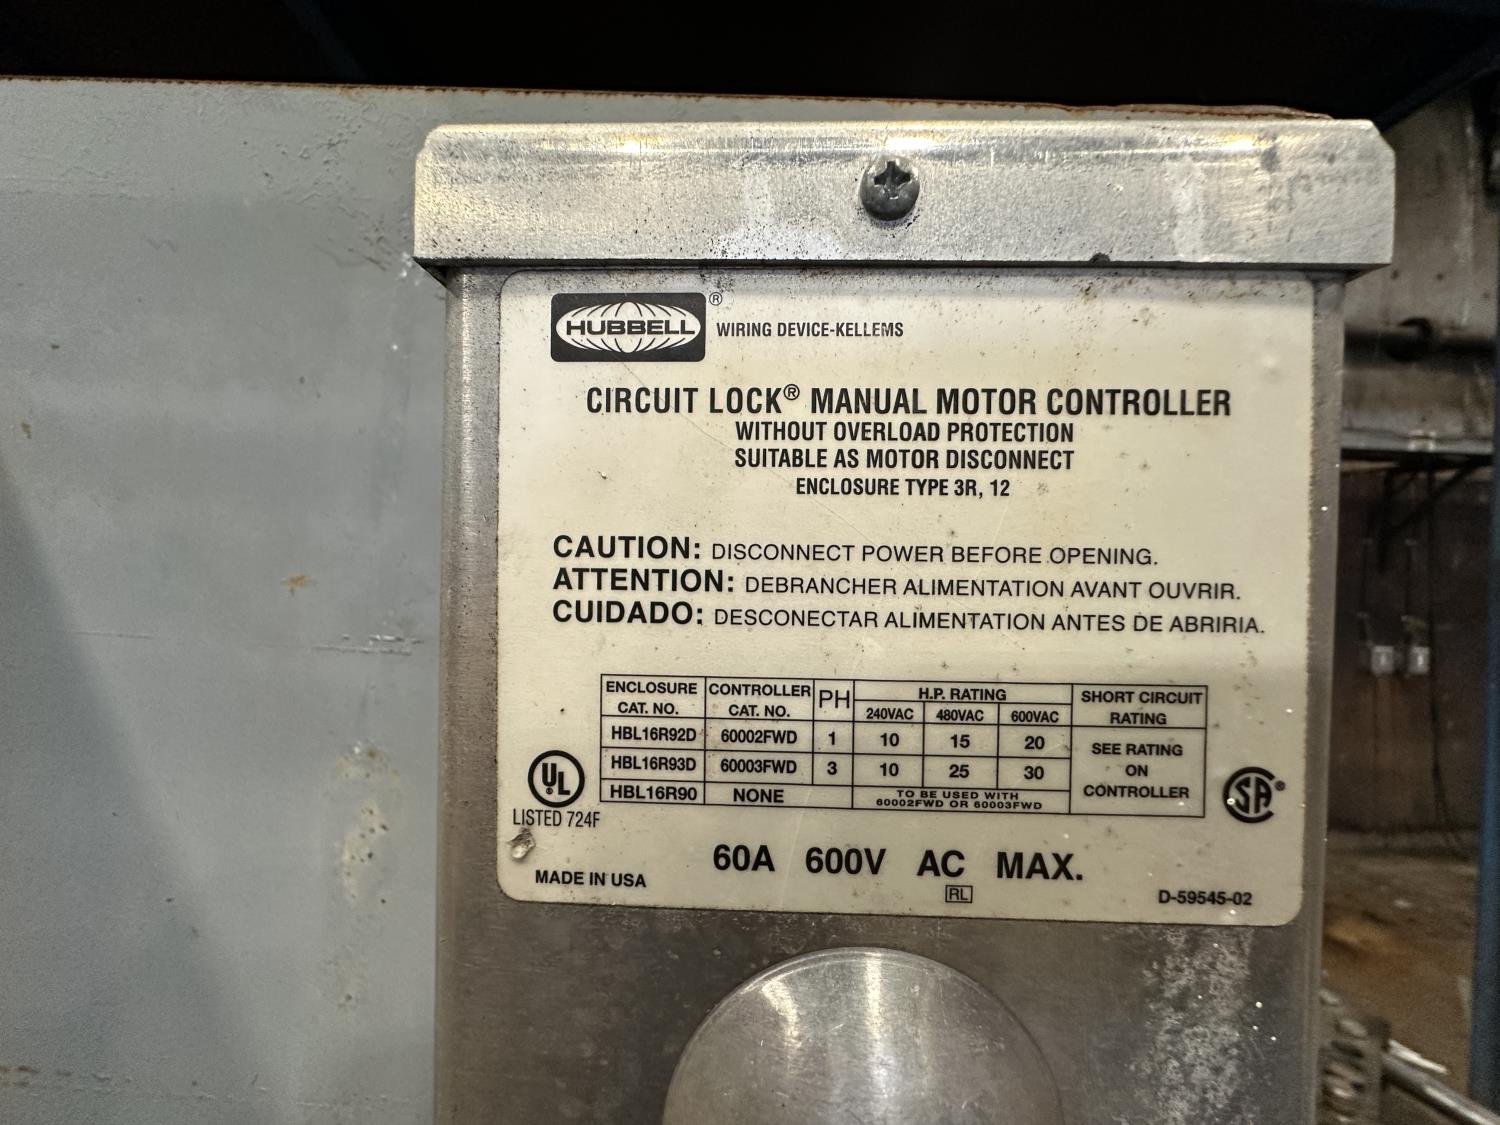 HUBBELL® WIRING DEVICE-KELLEMS
CIRCUIT LOCK® MANUAL MOTOR CONTROLLER
WITHOUT OVERLOAD PROTECTION
SUITABLE AS MOTOR DISCONNECT
ENCLOSURE TYPE 3R, 12
CAUTION: DISCONNECT POWER BEFORE OPENING.
ATTENTION: DEBRANCHER ALIMENTATION AVANT OUVRIR.
CUIDADO: DESCONECTAR ALIMENTATION ANTES DE ABRIRIA.
ENCLOSURE CAT. NO. CONTROLLER CAT. NO. PH H.P. RATING SHORT CIRCUIT RATING
240VAC 480VAC 600VAC
HBL16R92D 60002FWD 1 10 15 20 SEE RATING ON CONTROLLER
HBL16R93D 60003FWD 3 10 25 30
HBL16R90 NONE TO BE USED WITH 60002FWD OR 60003FWD
UL®
LISTED 724F
SA®
60A 600V AC MAX.
RL
MADE IN USA
D-59545-02